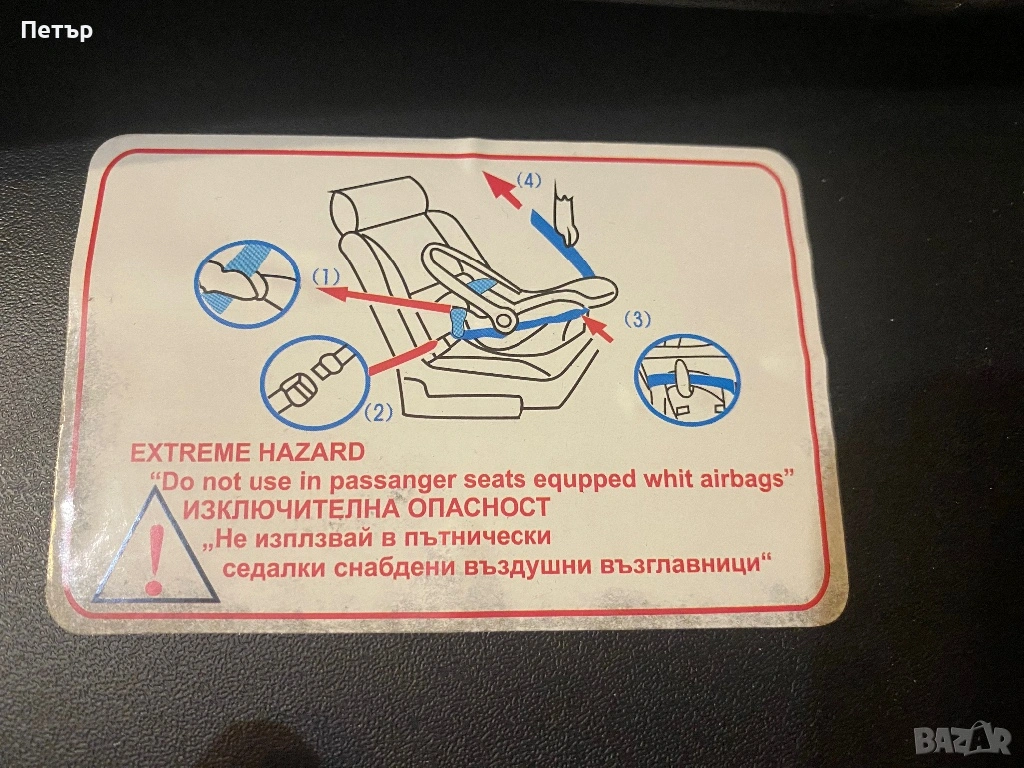 Петър
(4)
(1)
(3)
(2)
EXTREME HAZARD
“Do not use in passanger seats equpped whit airbags”
ИЗКЛЮЧИТЕЛНА ОПАСНОСТ
„Не изплзвай в пътнически
седалки снабдени въздушни възглавници“
BAZAR